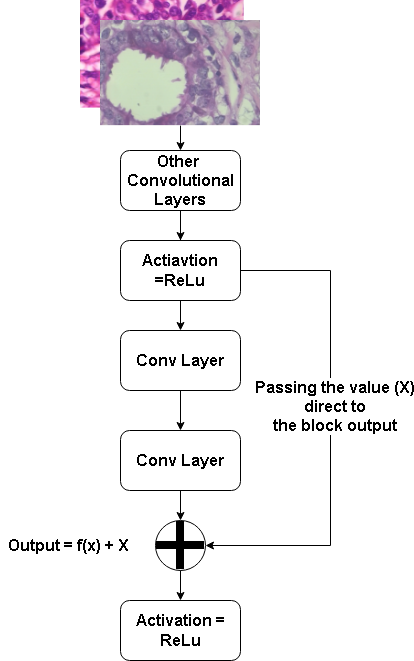 Other
Convolutional
Layers
Actiavtion
=ReLu
Conv Layer
Passing the value (X)
direct to
the block output
Conv Layer
Output = f(x) + X
Activation =
ReLu